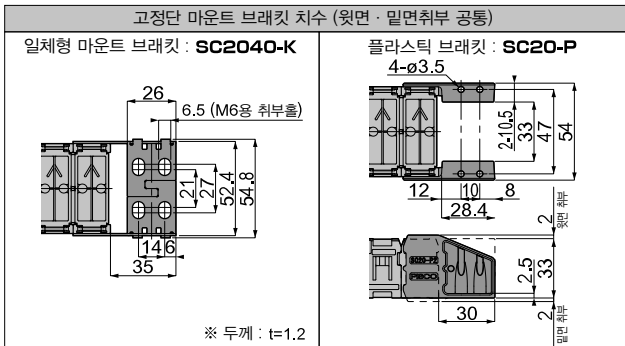 고정단 마운트 브래킷 치수 (윗면 · 밑면취부 공통)
일체형 마운트 브래킷 : SC2040-K
26
6.5 (M6용 취부홀)
21
27
52.4
54.8
14
6
35
※ 두께 : t=1.2
플라스틱 브래킷 : SC20-P
4-ø3.5
2-10.5
33
47
54
12
10
8
28.4
2
윗면 취부
SC20-PZ
PISCO
2.5
33
30
2
밑면 취부